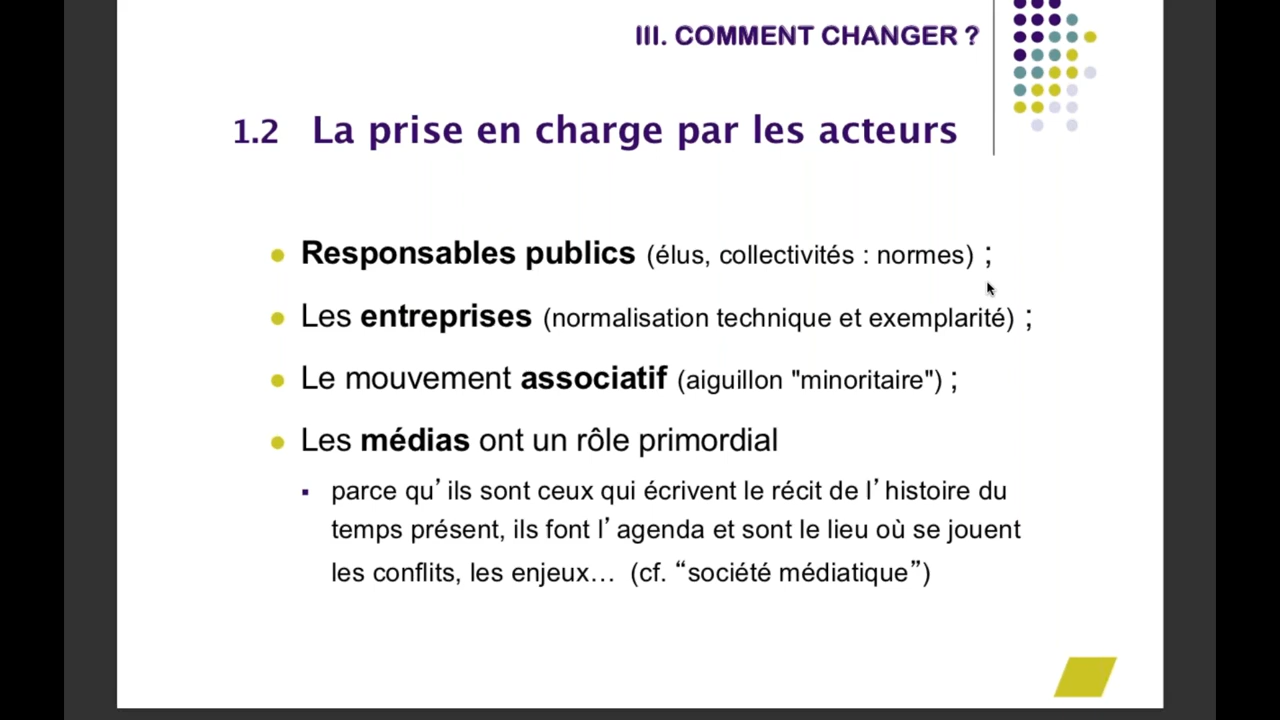 III. COMMENT CHANGER ?
1.2 La prise en charge par les acteurs
Responsables publics (élus, collectivités : normes) ;
Les entreprises (normalisation technique et exemplarité) ;
Le mouvement associatif (aiguillon "minoritaire") ;
Les médias ont un rôle primordial
parce qu’ils sont ceux qui écrivent le récit de l’histoire du
temps présent, ils font l’agenda et sont le lieu où se jouent
les conflits, les enjeux… (cf. “société médiatique”)